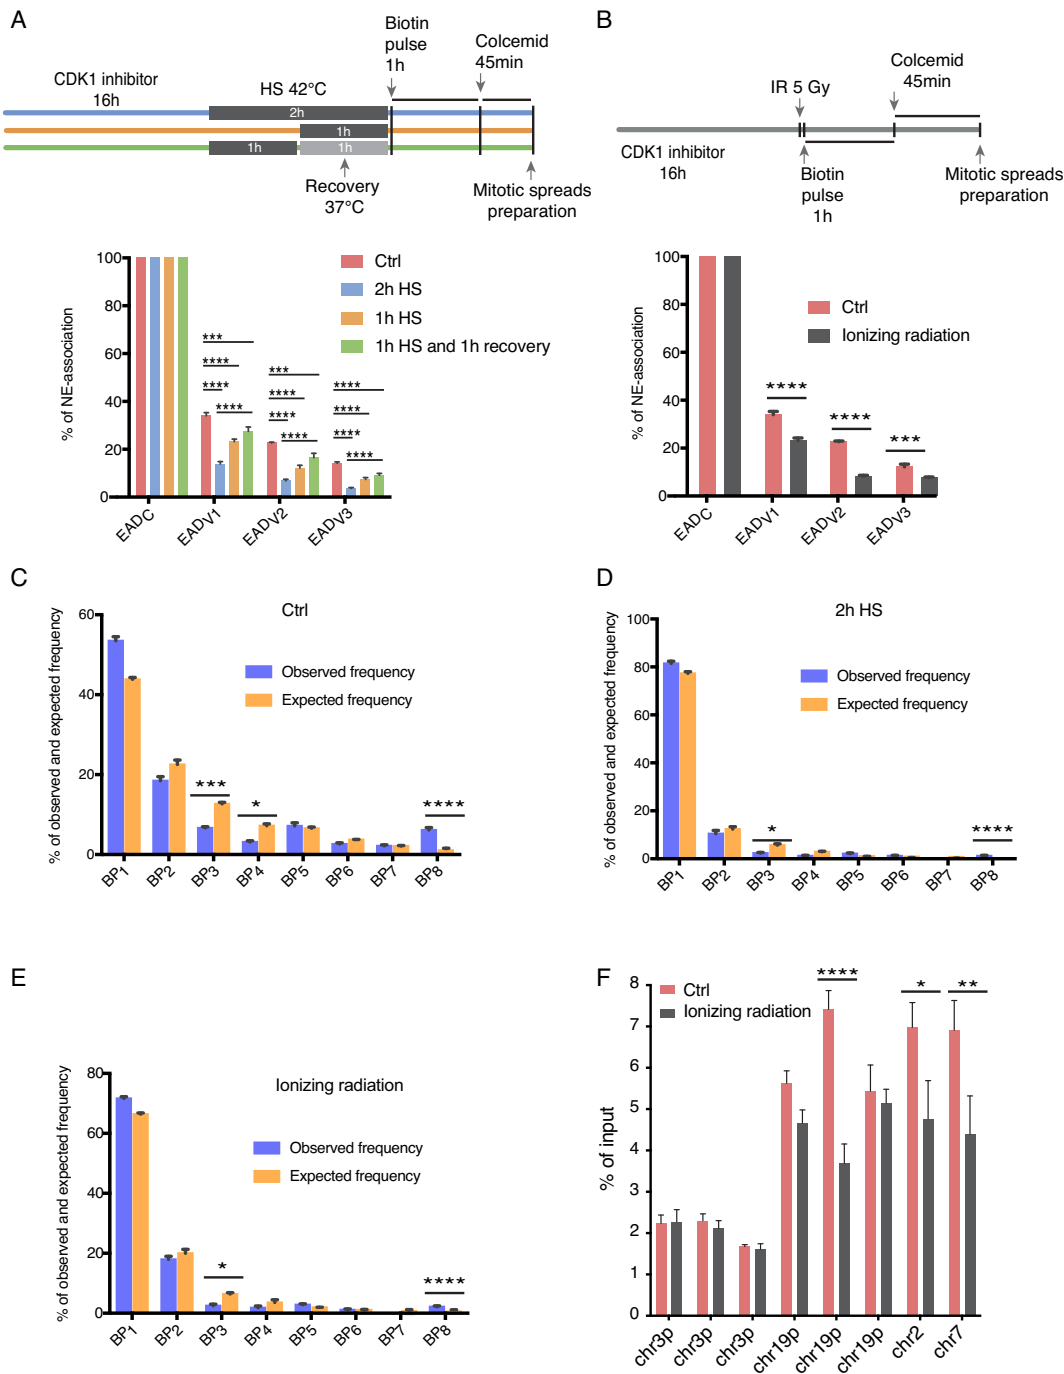 A
Biotin
pulse
1h
Colcemid
45min
CDK1 inhibitor
16h
HS 42°C
2h
1h
1h
1h
Recovery
37°C
Mitotic spreads
preparation
% of NE-association
100
80
60
40
20
0
Ctrl
2h HS
1h HS
1h HS and 1h recovery
***
****
****
****
***
****
****
****
****
****
****
****
EADC
EADV1
EADV2
EADV3
B
Colcemid
45min
IR 5 Gy
CDK1 inhibitor
16h
Biotin
pulse
1h
Mitotic spreads
preparation
% of NE-association
100
80
60
40
20
0
Ctrl
Ionizing radiation
****
****
***
EADC
EADV1
EADV2
EADV3
C
Ctrl
% of observed and expected frequency
60
40
20
0
Observed frequency
Expected frequency
***
*
****
BP1
BP2
BP3
BP4
BP5
BP6
BP7
BP8
D
2h HS
% of observed and expected frequency
100
80
60
40
20
0
Observed frequency
Expected frequency
*
****
BP1
BP2
BP3
BP4
BP5
BP6
BP7
BP8
E
Ionizing radiation
% of observed and expected frequency
80
60
40
20
0
Observed frequency
Expected frequency
*
****
BP1
BP2
BP3
BP4
BP5
BP6
BP7
BP8
F
% of input
8
7
6
5
4
3
2
1
0
Ctrl
Ionizing radiation
****
*
**
chr3p
chr3p
chr3p
chr19p
chr19p
chr19p
chr2
chr7